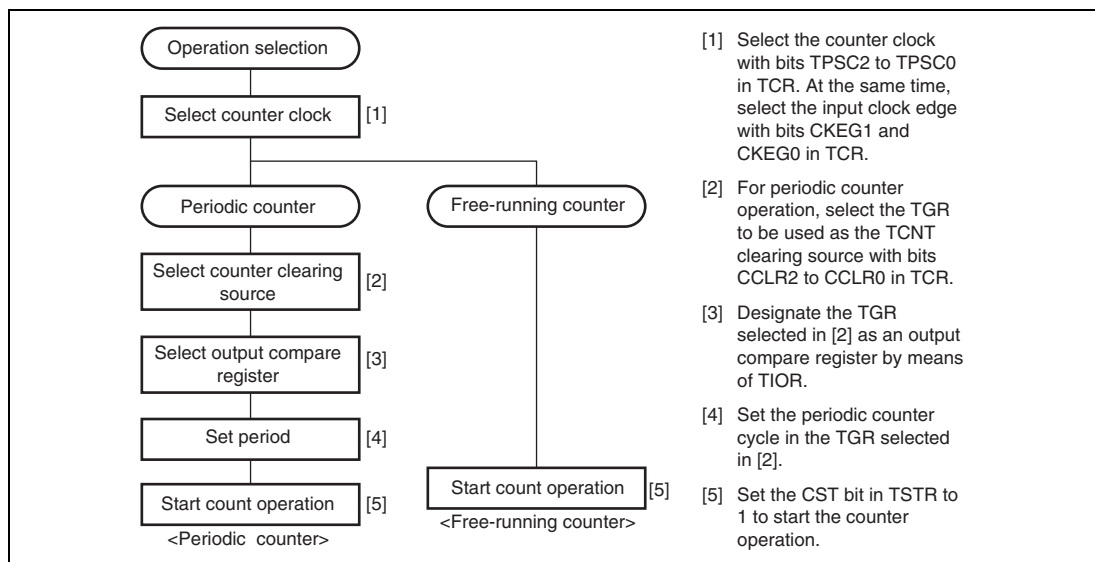 Operation selection
Select counter clock
[1]
Periodic counter
Free-running counter
Select counter clearing
source
[2]
Select output compare
register
[3]
Set period
[4]
Start count operation
[5]
<Periodic counter>
Start count operation
[5]
<Free-running counter>
[1] Select the counter clock
with bits TPSC2 to TPSC0
in TCR. At the same time,
select the input clock edge
with bits CKEG1 and
CKEG0 in TCR.
[2] For periodic counter
operation, select the TGR
to be used as the TCNT
clearing source with bits
CCLR2 to CCLR0 in TCR.
[3] Designate the TGR
selected in [2] as an output
compare register by means
of TIOR.
[4] Set the periodic counter
cycle in the TGR selected
in [2].
[5] Set the CST bit in TSTR to
1 to start the counter
operation.